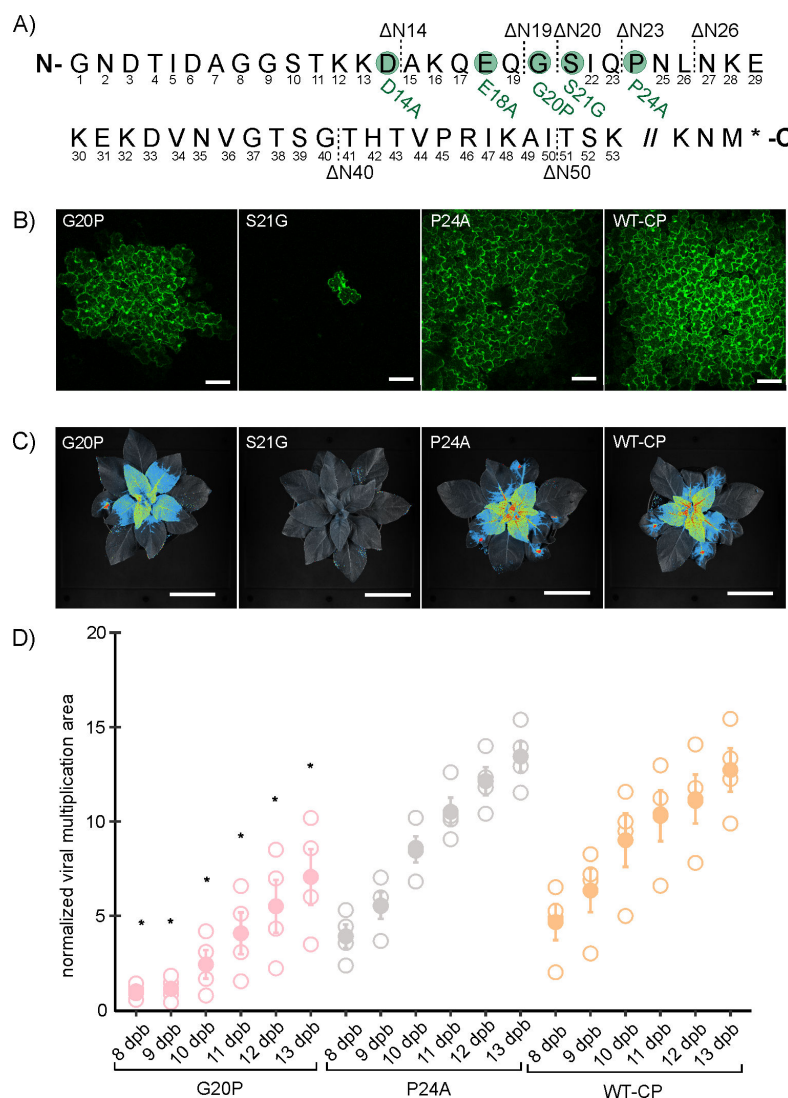 A)
ΔN14 ΔN19 ΔN20 ΔN23 ΔN26
N- G N D T I D A G G S T K K D A K Q E Q G S I Q P N L N K E
1 2 3 4 5 6 7 8 9 10 11 12 13 15 16 17 19 22 23 25 26 27 28 29
D14A E18A G20P S21G P24A
K E K D V N V G T S G T H T V P R I K A I T S K // K N M * -C
30 31 32 33 34 35 36 37 38 39 40 41 42 43 44 45 46 47 48 49 50 51 52 53
ΔN40 ΔN50
B)
G20P S21G P24A WT-CP
C)
G20P S21G P24A WT-CP
D)
normalized viral multiplication area
20
15
10
5
0
* * * * * *
8 dpb 9 dpb 10 dpb 11 dpb 12 dpb 13 dpb 8 dpb 9 dpb 10 dpb 11 dpb 12 dpb 13 dpb 8 dpb 9 dpb 10 dpb 11 dpb 12 dpb 13 dpb
G20P P24A WT-CP